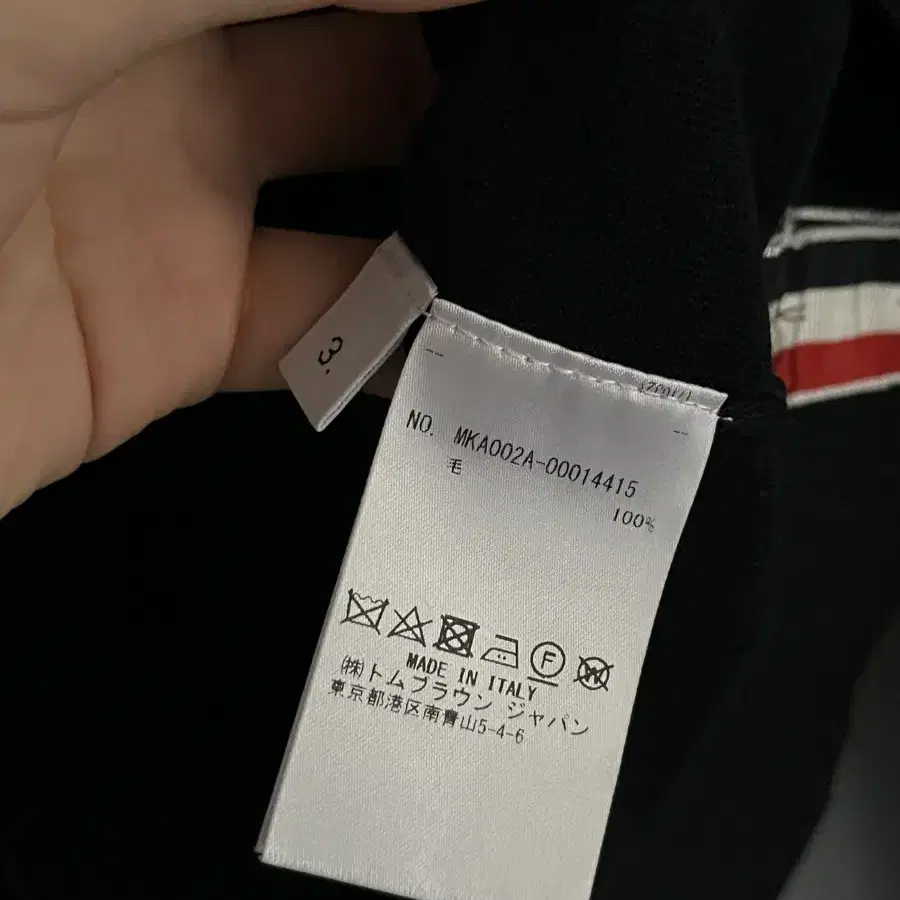 3.
NO. MKA002A-00014415
毛
100%
F
W
MADE IN ITALY
(株)トムブラウン ジャパン
東京都港区南青山5-4-6